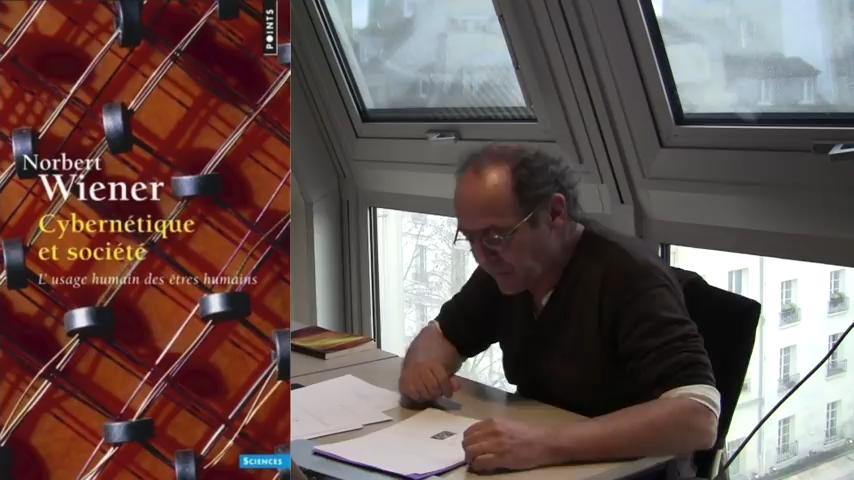 POINTS
Norbert
Wiener
Cybernétique
et société
L'usage humain des êtres humains
SCIENCES